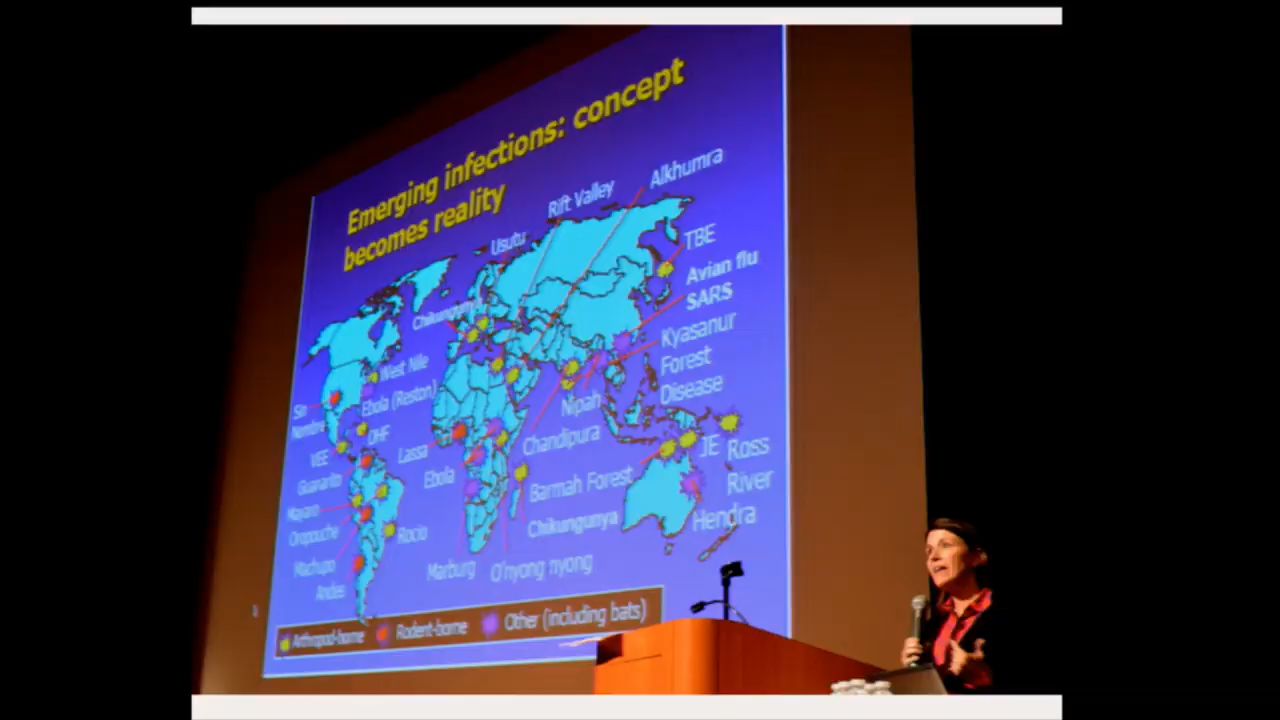 Emerging infections: concept
becomes reality
Alkhumra
Rift Valley
Usutu
TBE
Avian flu
SARS
Chikungunya
Kyasanur
Forest
Disease
West Nile
Ebola (Reston)
Sin
Nombre
DHF
Nipah
VEE
Lassa
Chandipura
JE
Ross
River
Guanarito
Ebola
Barmah Forest
Mayaro
Oropouche
Rocio
Chikungunya
Hendra
Machupo
Marburg
O'nyong nyong
Andes
Arthropod-borne
Rodent-borne
Other (including bats)